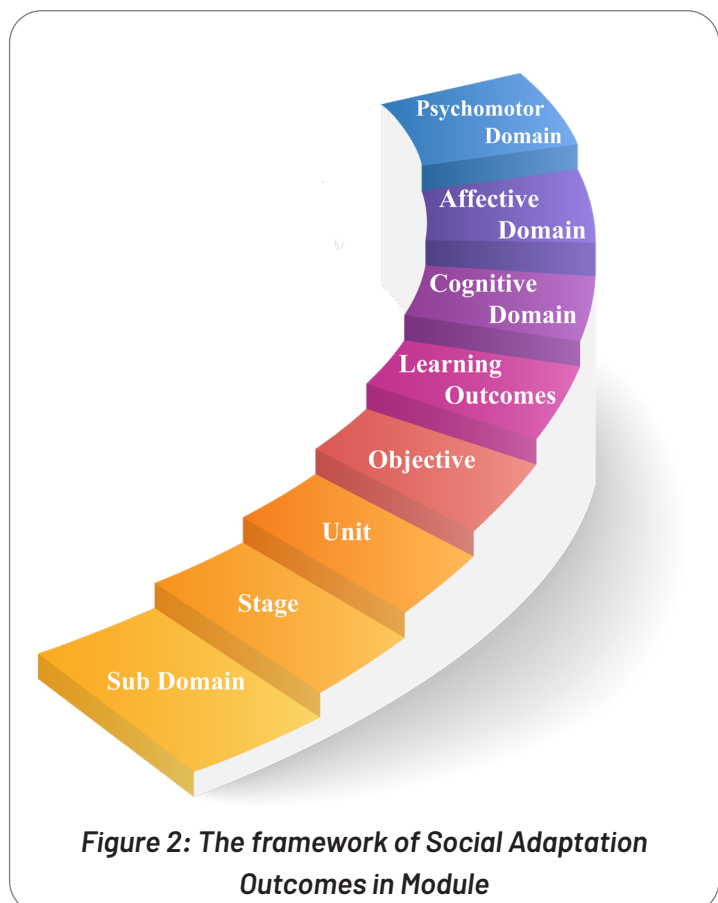 Psychomotor
Domain
Affective
Domain
Cognitive
Domain
Learning
Outcomes
Objective
Unit
Stage
Sub Domain
Figure 2: The framework of Social Adaptation
Outcomes in Module